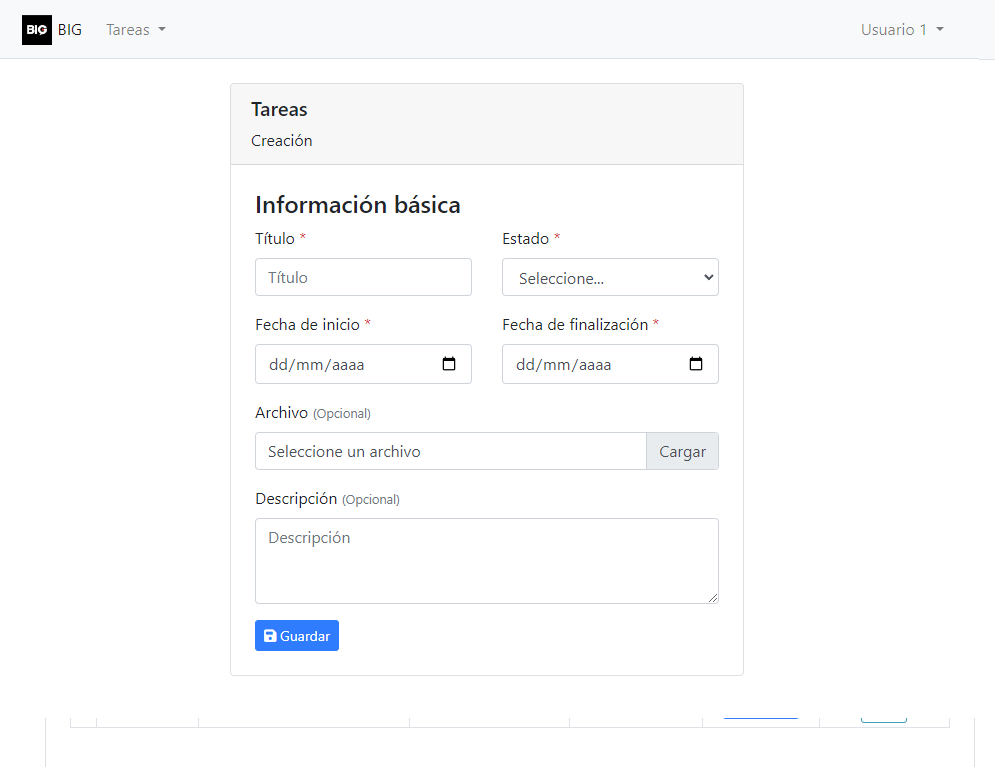 BIG BIG Tareas Usuario 1
Tareas
Creación
Información básica
Título * Estado *
Título Seleccione...
Fecha de inicio * Fecha de finalización *
dd/mm/aaaa dd/mm/aaaa
Archivo (Opcional)
Seleccione un archivo Cargar
Descripción (Opcional)
Descripción
Guardar